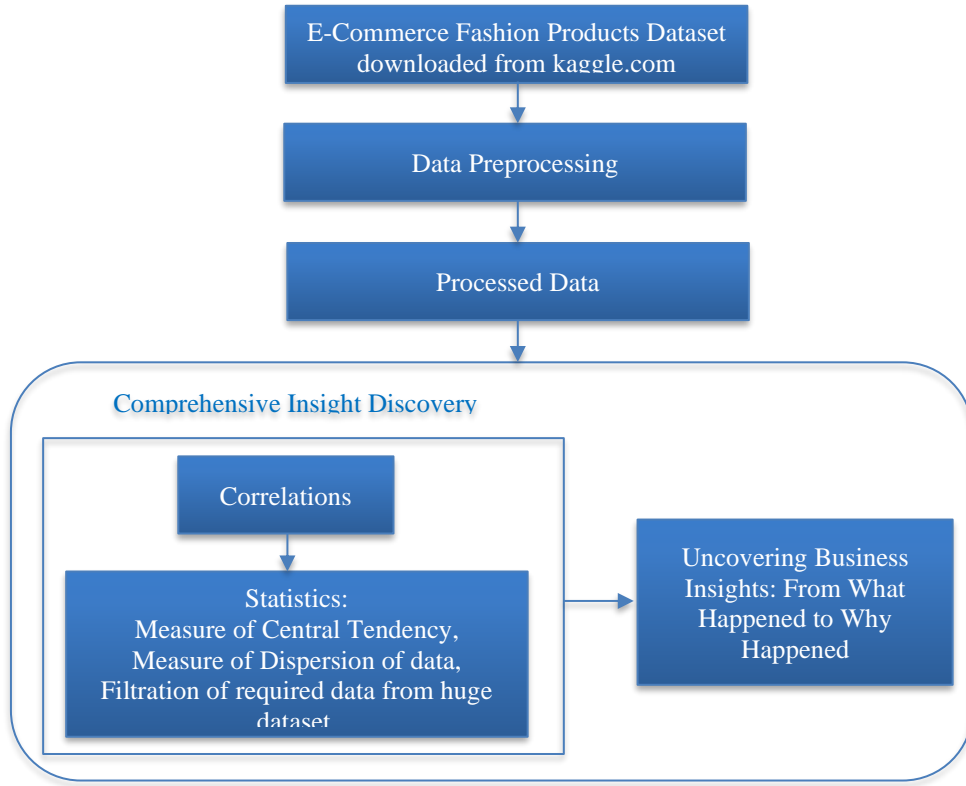 E-Commerce Fashion Products Dataset
downloaded from kaggle.com
Data Preprocessing
Processed Data
Comprehensive Insight Discovery
Correlations
Statistics:
Measure of Central Tendency,
Measure of Dispersion of data,
Filtration of required data from huge
dataset
Uncovering Business
Insights: From What
Happened to Why
Happened